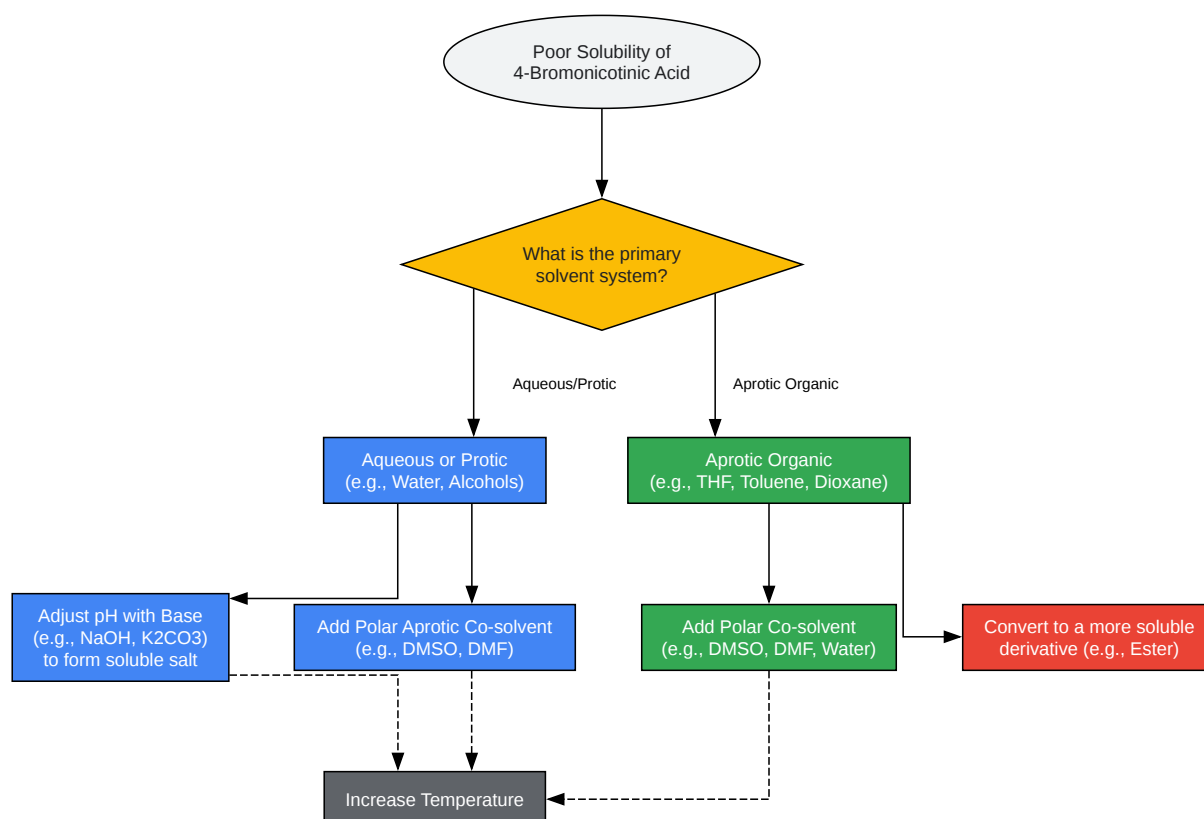 Poor Solubility of
4-Bromonicotinic Acid
What is the primary
solvent system?
Aqueous/Protic
Aprotic Organic
Aqueous or Protic
(e.g., Water, Alcohols)
Aprotic Organic
(e.g., THF, Toluene, Dioxane)
Adjust pH with Base
(e.g., NaOH, K2CO3)
to form soluble salt
Add Polar Aprotic Co-solvent
(e.g., DMSO, DMF)
Add Polar Co-solvent
(e.g., DMSO, DMF, Water)
Convert to a more soluble
derivative (e.g., Ester)
Increase Temperature